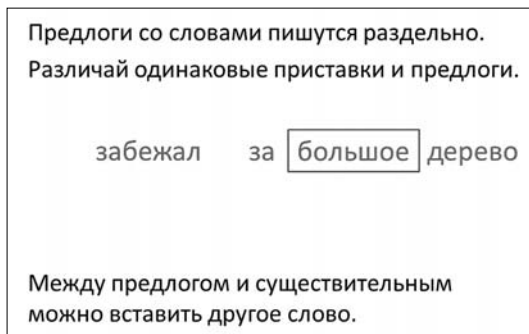 Предлоги со словами пишутся раздельно.
Различай одинаковые приставки и предлоги.
забежал за большое дерево
Между предлогом и существительным
можно вставить другое слово.